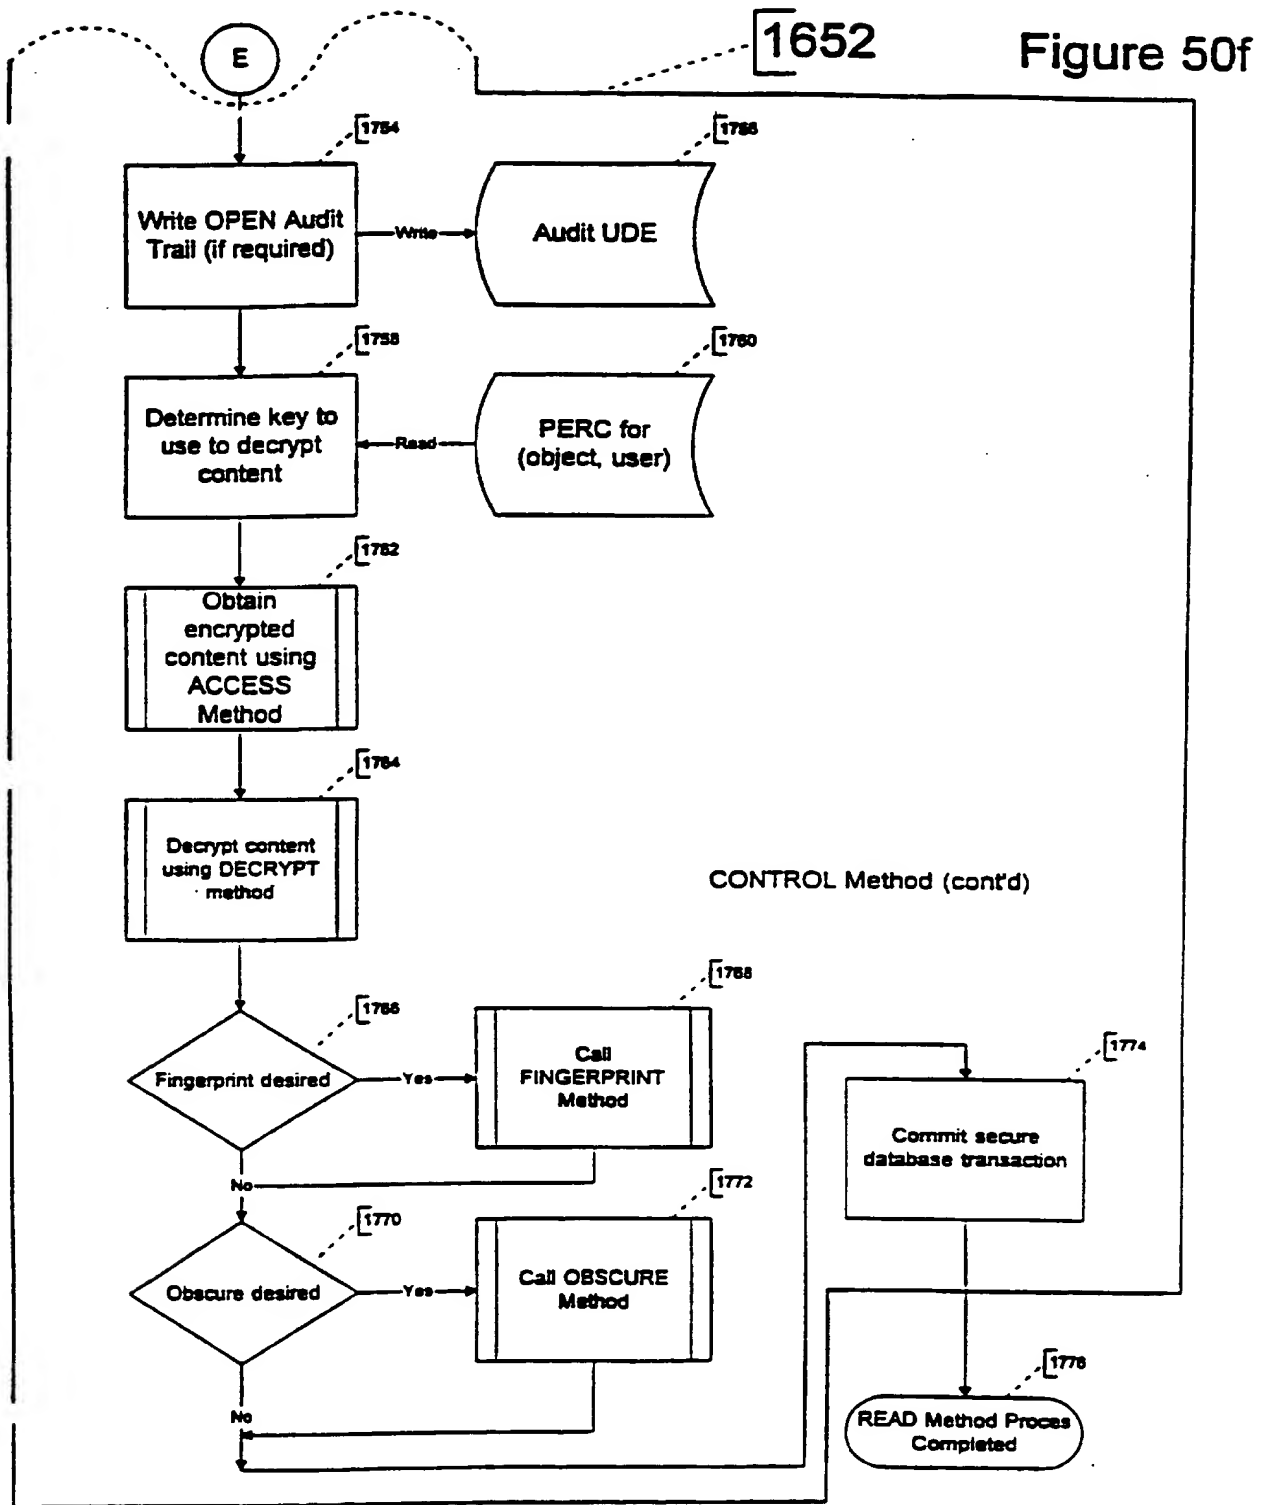 E
1652
Figure 50f
1754
1756
Write OPEN Audit
Trail (if required)
Write
Audit UDE
1758
1760
Determine key to
use to decrypt
content
Read
PERC for
(object, user)
1762
Obtain
encrypted
content using
ACCESS
Method
1764
Decrypt content
using DECRYPT
method
CONTROL Method (cont'd)
1766
1768
Fingerprint desired
Yes
Call
FINGERPRINT
Method
1774
Commit secure
database transaction
No
1770
1772
Obscure desired
Yes
Call OBSCURE
Method
No
1776
READ Method Proces
Completed